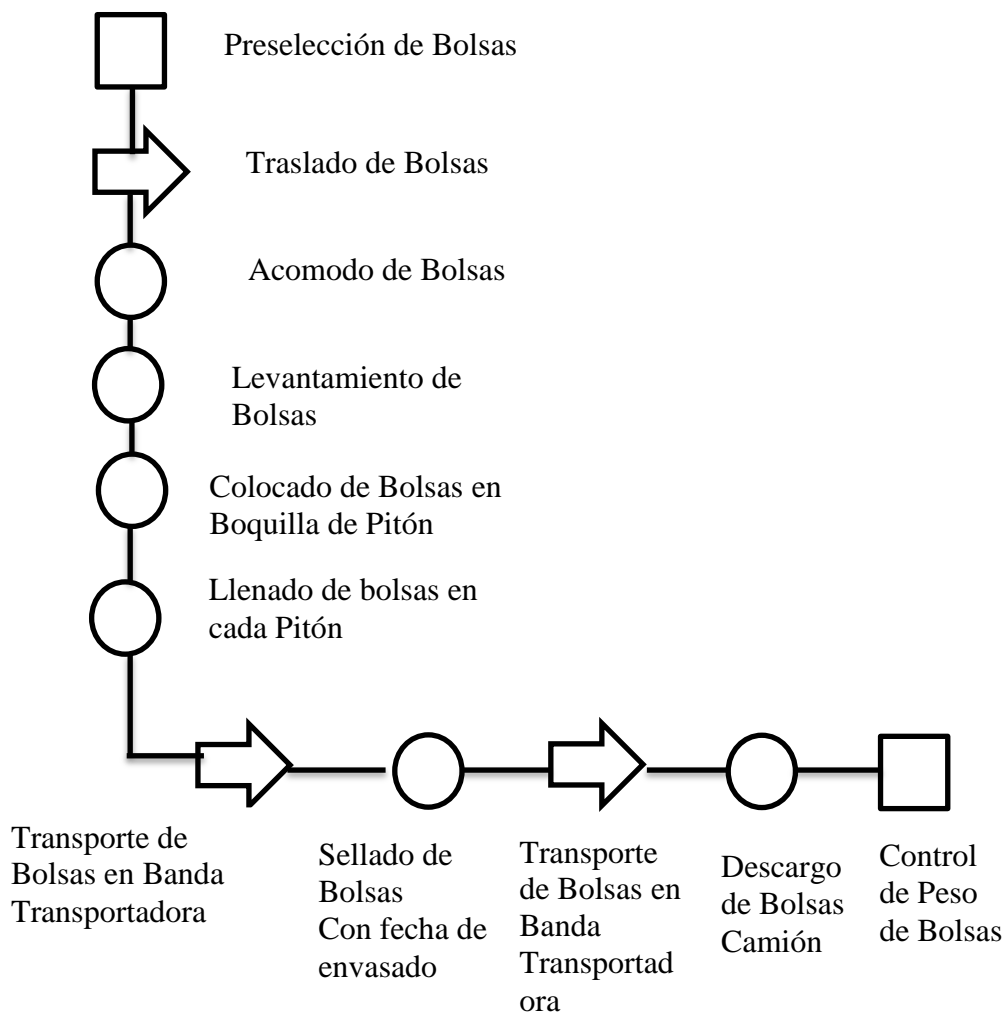 Preselección de Bolsas
Traslado de Bolsas
Acomodo de Bolsas
Levantamiento de
Bolsas
Colocado de Bolsas en
Boquilla de Pitón
Llenado de bolsas en
cada Pitón
Transporte de
Bolsas en Banda
Transportadora
Sellado de
Bolsas
Con fecha de
envasado
Transporte
de Bolsas en
Banda
Transportad
ora
Descargo
de Bolsas
Camión
Control
de Peso
de Bolsas